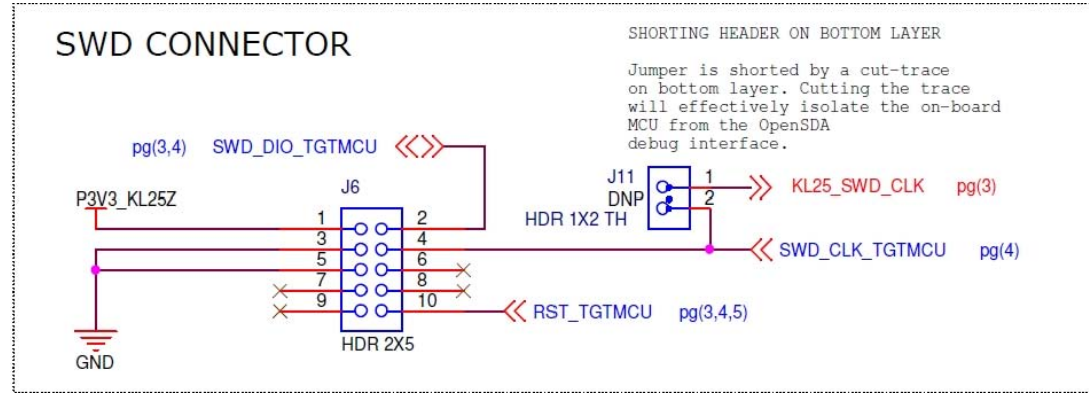 SWD CONNECTOR
SHORTING HEADER ON BOTTOM LAYER
Jumper is shorted by a cut-trace
on bottom layer. Cutting the trace
will effectively isolate the on-board
MCU from the OpenSDA
debug interface.
pg(3,4) SWD_DIO_TGTMCU
P3V3_KL25Z
J6
J11
DNP
HDR 1X2 TH
1
2
KL25_SWD_CLK pg(3)
SWD_CLK_TGTMCU pg(4)
1 2
3 4
5 6
7 8
9 10
RST_TGTMCU pg(3,4,5)
HDR 2X5
GND